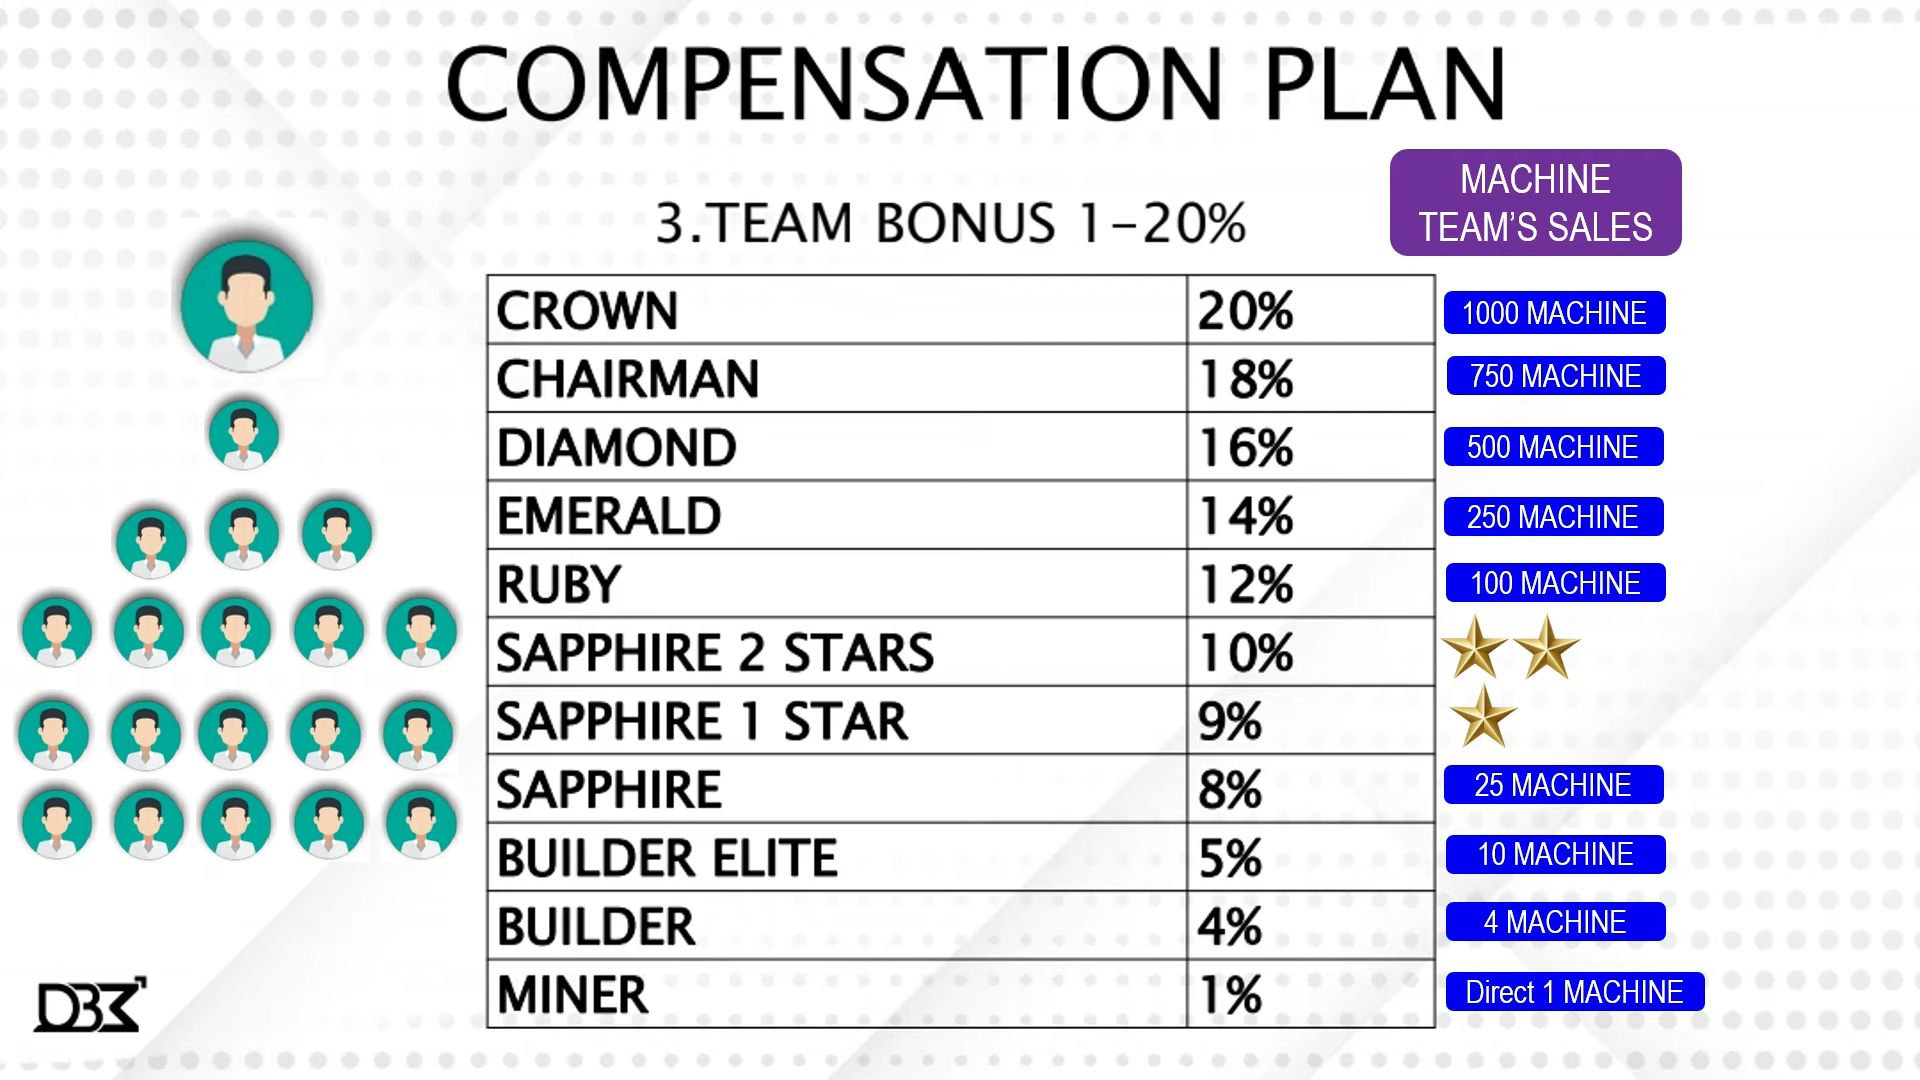 COMPENSATION PLAN
MACHINE
TEAM’S SALES
3.TEAM BONUS 1-20%
CROWN 20% 1000 MACHINE
CHAIRMAN 18% 750 MACHINE
DIAMOND 16% 500 MACHINE
EMERALD 14% 250 MACHINE
RUBY 12% 100 MACHINE
SAPPHIRE 2 STARS 10%
SAPPHIRE 1 STAR 9%
SAPPHIRE 8% 25 MACHINE
BUILDER ELITE 5% 10 MACHINE
BUILDER 4% 4 MACHINE
MINER 1% Direct 1 MACHINE